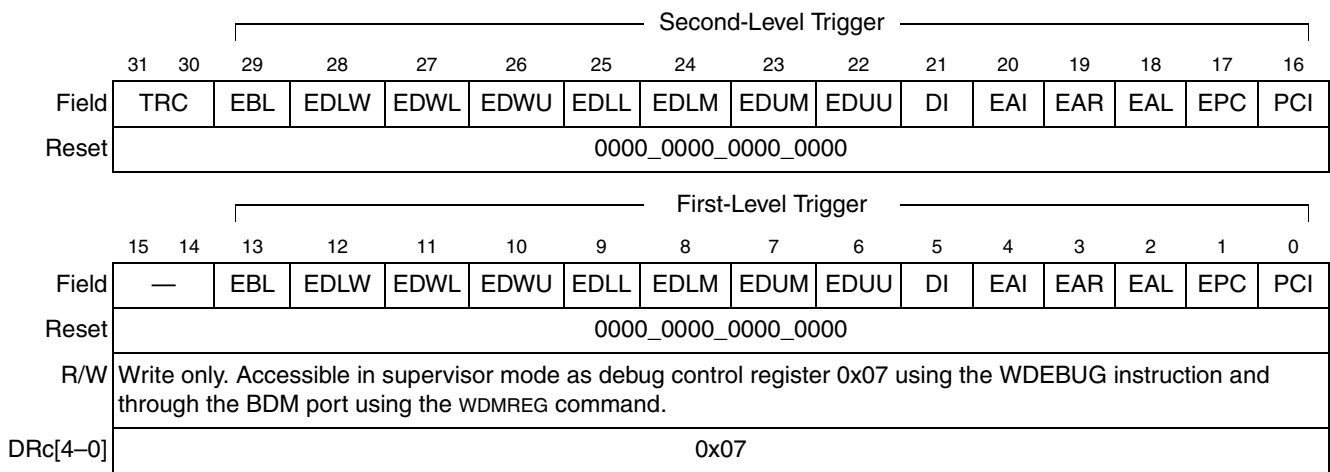 Second-Level Trigger
31 30 29 28 27 26 25 24 23 22 21 20 19 18 17 16
Field TRC EBL EDLW EDWL EDWU EDLL EDLM EDUM EDUU DI EAI EAR EAL EPC PCI
Reset 0000_0000_0000_0000
First-Level Trigger
15 14 13 12 11 10 9 8 7 6 5 4 3 2 1 0
Field — EBL EDLW EDWL EDWU EDLL EDLM EDUM EDUU DI EAI EAR EAL EPC PCI
Reset 0000_0000_0000_0000
R/W Write only. Accessible in supervisor mode as debug control register 0x07 using the WDEBUG instruction and
through the BDM port using the WDMREG command.
DRc[4–0] 0x07